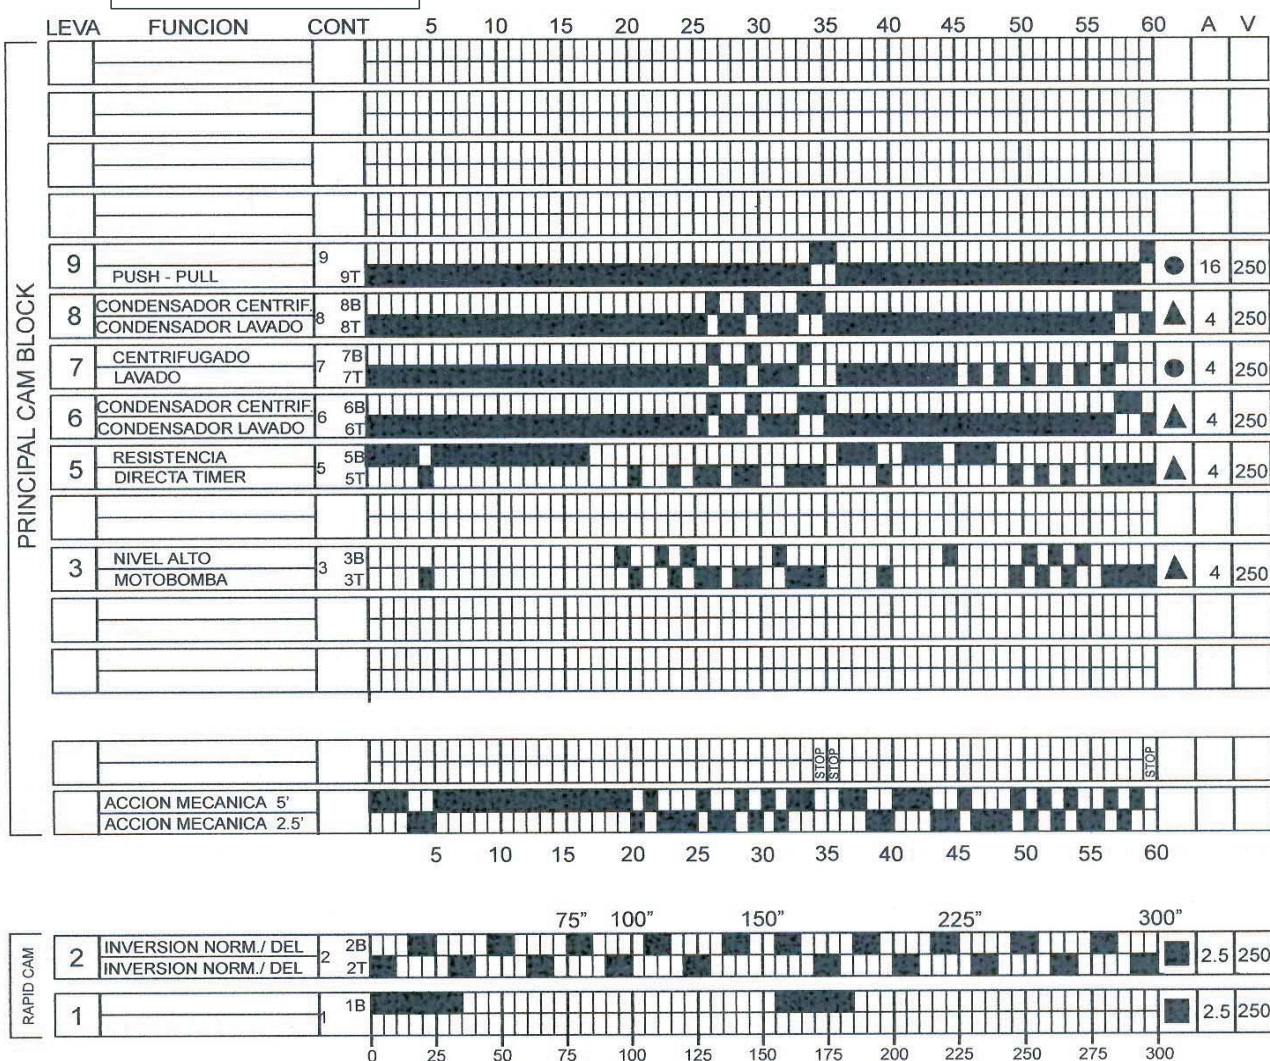 LEVA FUNCION CONT 5 10 15 20 25 30 35 40 45 50 55 60 A V
PRINCIPAL CAM BLOCK
9
9 16 250
PUSH - PULL 9T
CONDENSADOR CENTRIF. 8B
8 8 4 250
CONDENSADOR LAVADO 8T
CENTRIFUGADO 7B
7 7 4 250
LAVADO 7T
CONDENSADOR CENTRIF. 6B
6 6 4 250
CONDENSADOR LAVADO 6T
RESISTENCIA 5B
5 5 4 250
DIRECTA TIMER 5T
NIVEL ALTO 3B
3 3 4 250
MOTOBOMBA 3T
STOP STOP STOP
ACCION MECANICA 5'
ACCION MECANICA 2.5'
5 10 15 20 25 30 35 40 45 50 55 60
75” 100” 150” 225” 300”
RAPID CAM
INVERSION NORM./ DEL 2B
2 2 2.5 250
INVERSION NORM./ DEL 2T
1B
1 1 2.5 250
0 25 50 75 100 125 150 175 200 225 250 275 300